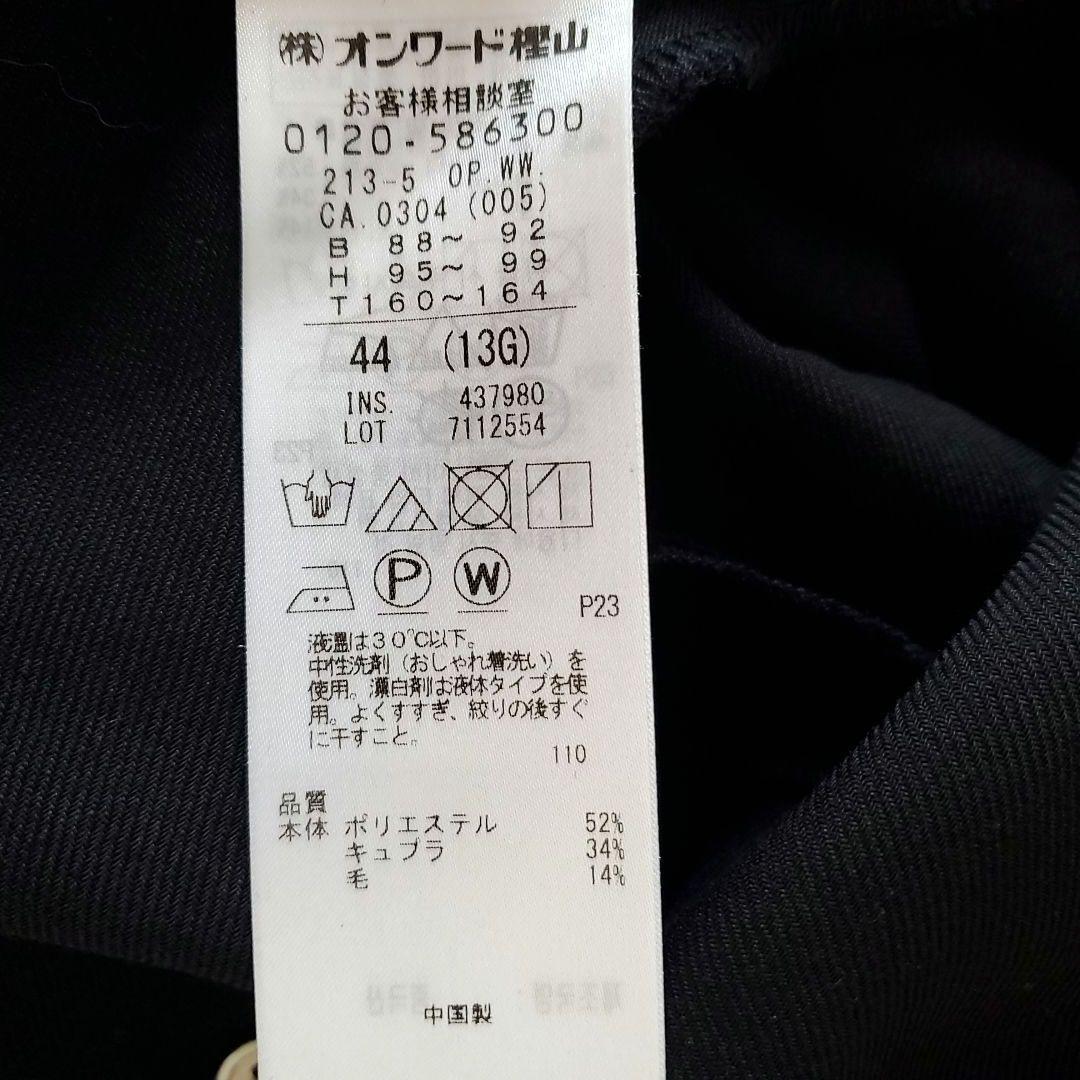 (株)オンワード樫山
お客様相談室
0120-586300
213-5 OP.WW.
CA.0304 (005)
B 88～ 92
H 95～ 99
T160～164
44 (13G)
INS. 437980
LOT 7112554
P W
P23
液温は30℃以下。
中性洗剤(おしゃれ着洗い)を
使用。漂白剤は液体タイプを使
用。よくすすぎ、絞りの後すぐ
に干すこと。
110
品質
本体 ポリエステル 52%
キュプラ 34%
毛 14%
中国製